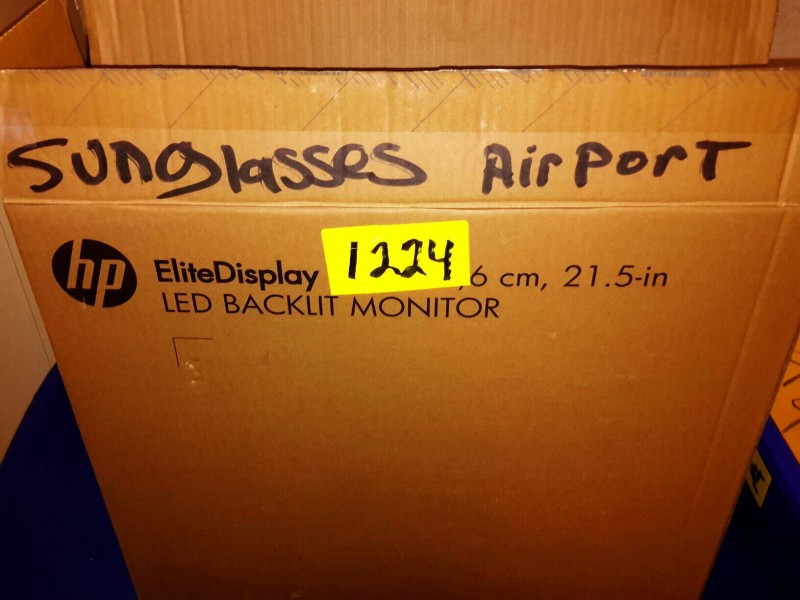 SUNglasses AirPorT
hp
EliteDisplay 1224 ,6 cm, 21.5-in
LED BACKLIT MONITOR